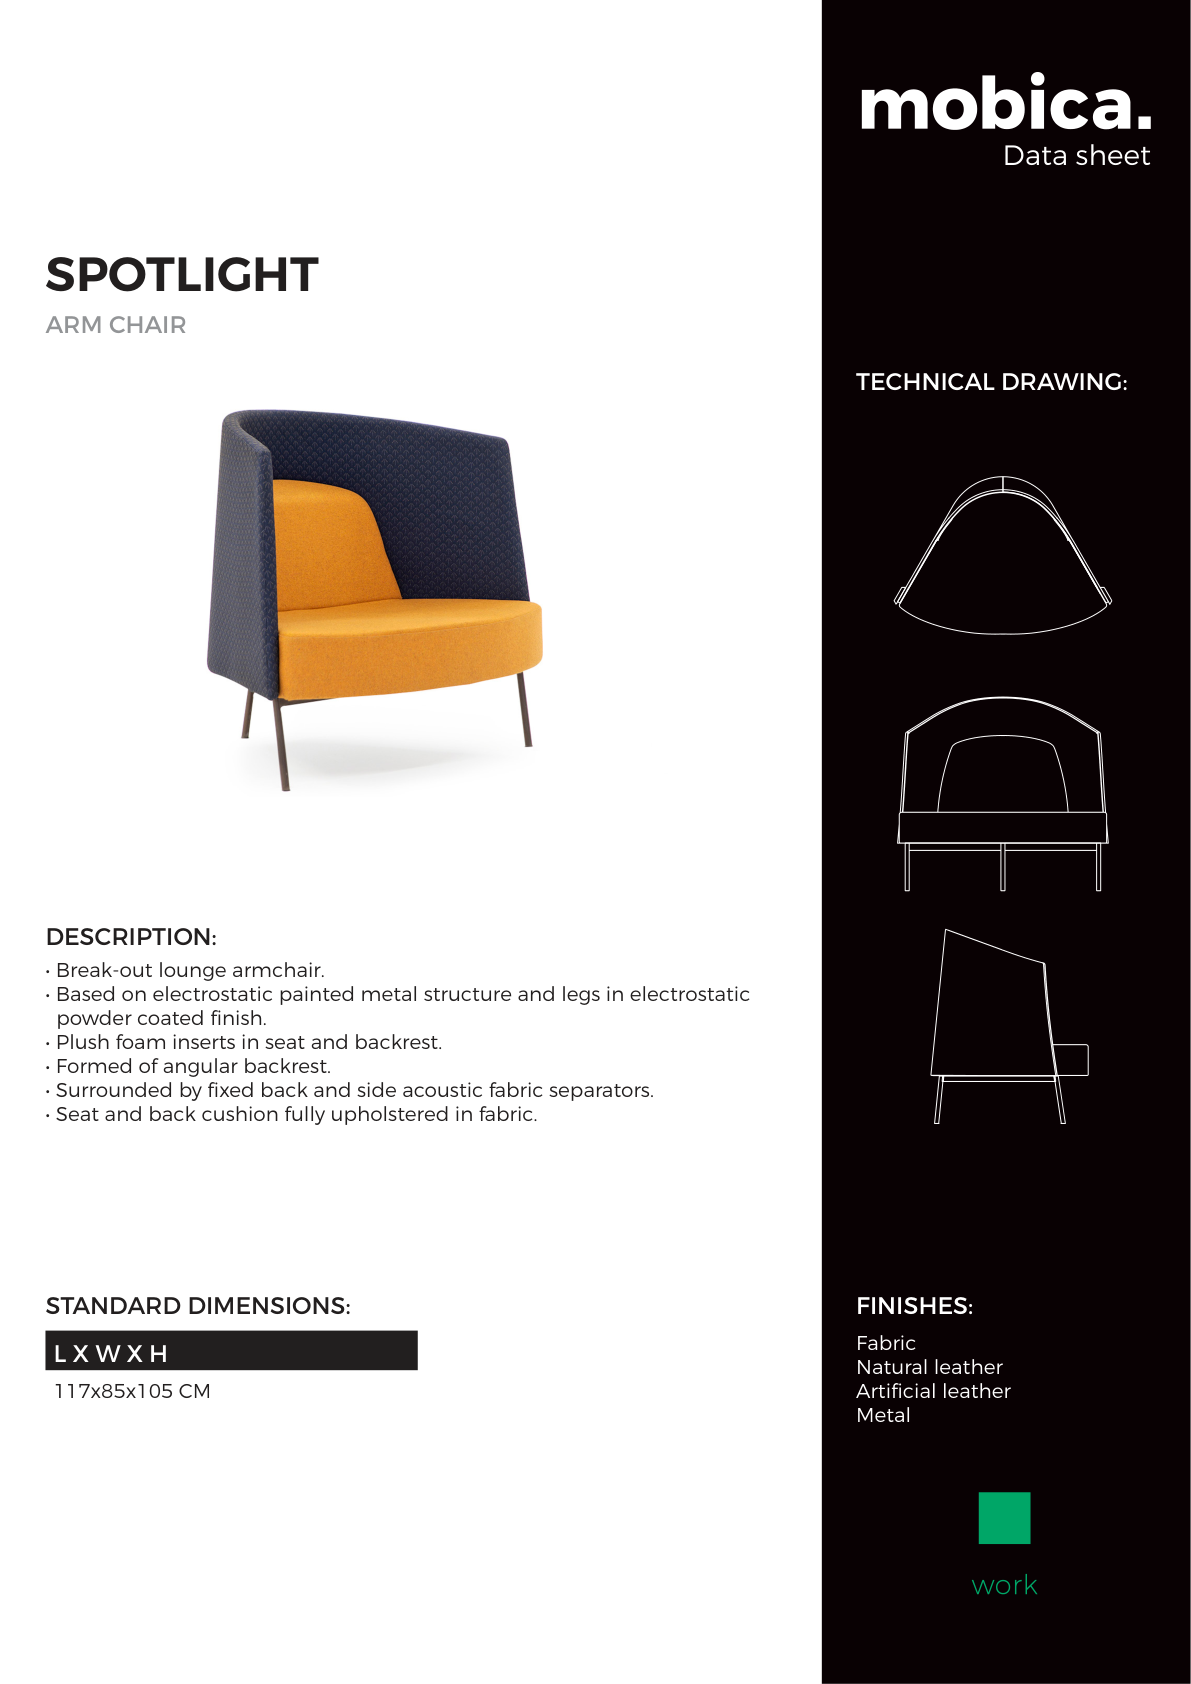 mobica.
Data sheet
SPOTLIGHT
ARM CHAIR
TECHNICAL DRAWING:
DESCRIPTION:
• Break-out lounge armchair.
• Based on electrostatic painted metal structure and legs in electrostatic
powder coated finish.
• Plush foam inserts in seat and backrest.
• Formed of angular backrest.
• Surrounded by fixed back and side acoustic fabric separators.
• Seat and back cushion fully upholstered in fabric.
STANDARD DIMENSIONS:
L X W X H
117x85x105 CM
FINISHES:
Fabric
Natural leather
Artificial leather
Metal
work